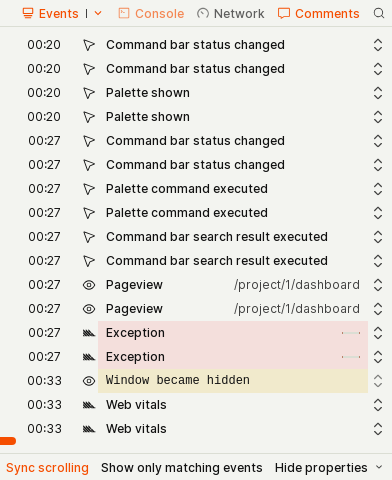 Events Console Network Comments
00:20 Command bar status changed
00:20 Command bar status changed
00:20 Palette shown
00:20 Palette shown
00:27 Command bar status changed
00:27 Command bar status changed
00:27 Palette command executed
00:27 Palette command executed
00:27 Command bar search result executed
00:27 Command bar search result executed
00:27 Pageview /project/1/dashboard
00:27 Pageview /project/1/dashboard
00:27 Exception
00:27 Exception
00:33 Window became hidden
00:33 Web vitals
00:33 Web vitals
Sync scrolling Show only matching events Hide properties